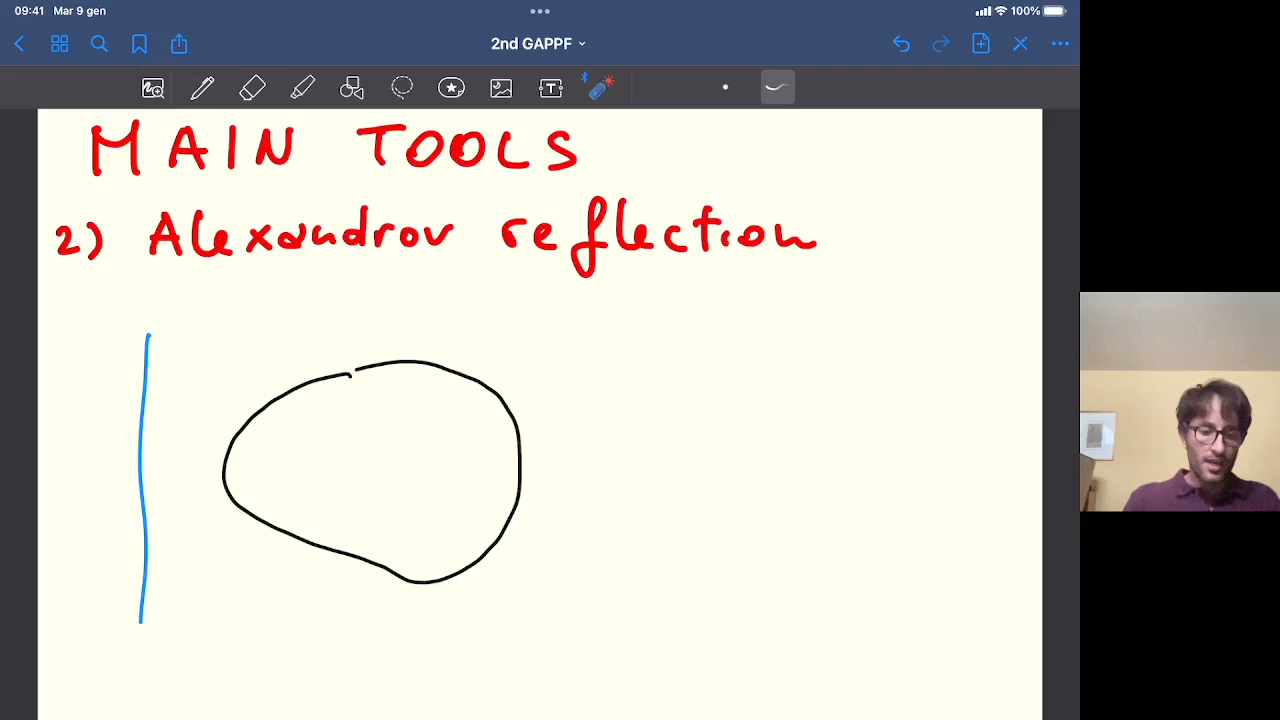 09:41 Mar 9 gen
100%
2nd GAPPF
T
MAIN TOOLS
2) Alexandrov reflection